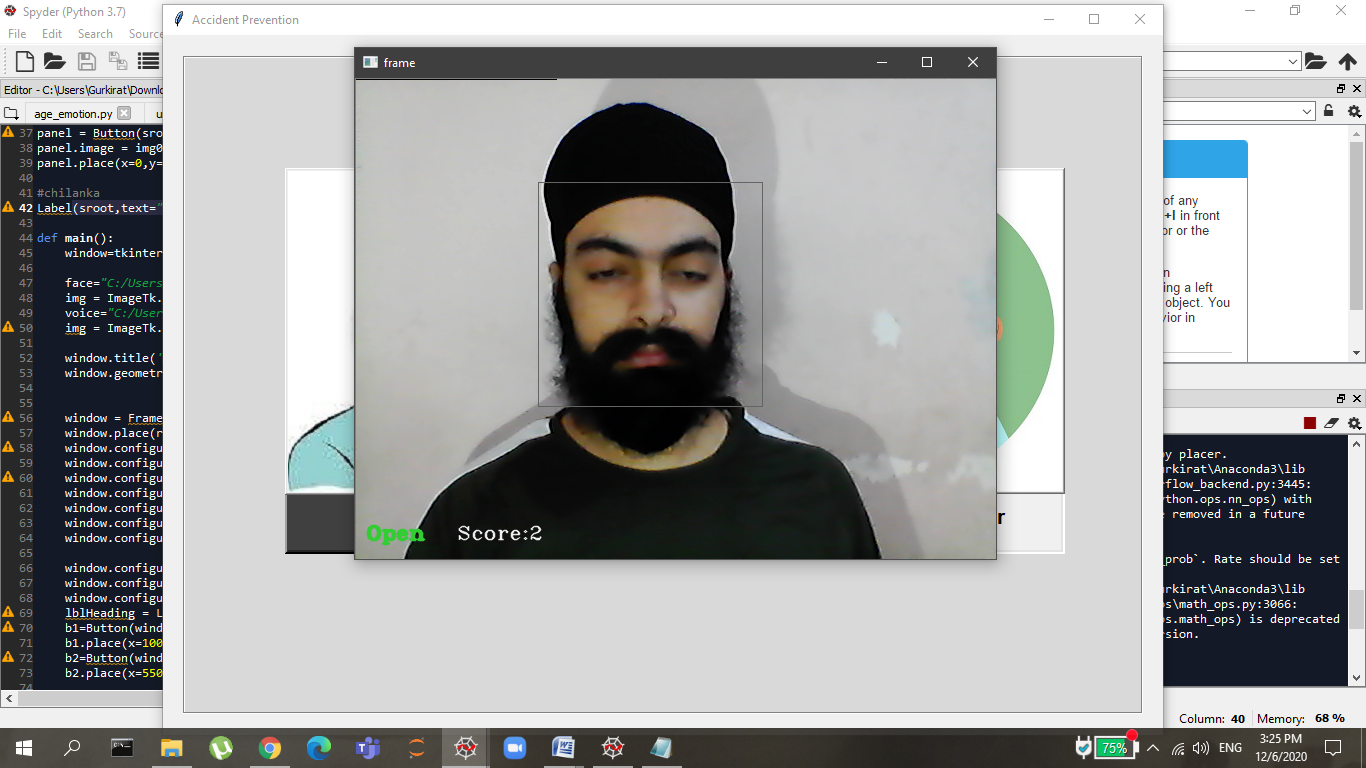 Spyder (Python 3.7)
File Edit Search Source
Editor - C:\Users\Gurkirat\Downlo
age_emotion.py
37 panel = Button(sro
38 panel.image = img0
39 panel.place(x=0,y=
40
41 #chilanka
42 Label(sroot,text="
43
44 def main():
45 window=tkinter
46
47 face="C:/Users
48 img = ImageTk.
49 voice="C:/User
50 img = ImageTk.
51
52 window.title('
53 window.geometr
54
55
56 window = Frame
57 window.place(r
58 window.configu
59 window.configu
60 window.configu
61 window.configu
62 window.configu
63 window.configu
64 window.configu
65
66 window.configu
67 window.configu
68 window.configu
69 lblHeading = L
70 b1=Button(wind
71 b1.place(x=100
72 b2=Button(wind
73 b2.place(x=550
74
Accident Prevention
frame
Open Score:2
r
of any
+I in front
or or the
n
ing a left
object. You
vior in
by placer.
urkirat\Anaconda3\lib
rflow_backend.py:3445:
ython.ops.nn_ops) with
e removed in a future
_prob`. Rate should be set
urkirat\Anaconda3\lib
ps\math_ops.py:3066:
ops.math_ops) is deprecated
rsion.
Column: 40 Memory: 68 %
75% ENG 3:25 PM
12/6/2020